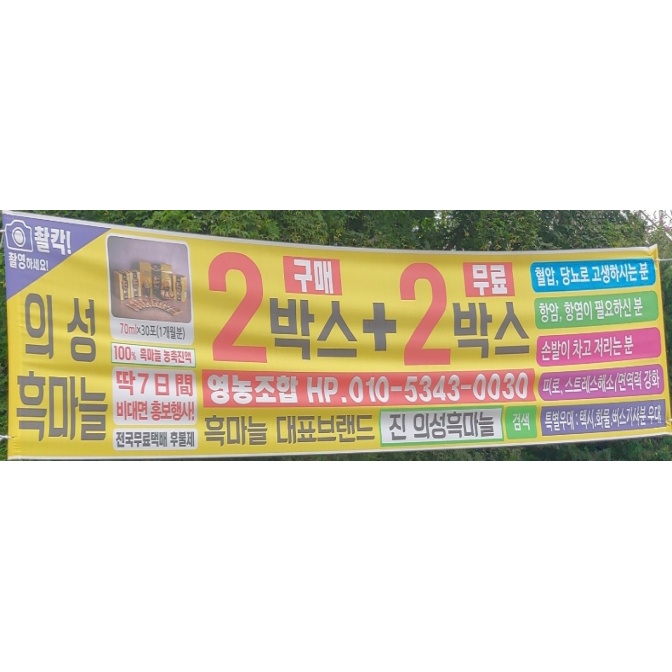 촬칵!
촬영하세요!
의성
흑마늘
70ml×30포(1개월분)
100% 흑마늘 농축진액
딱7日間
비대면 홍보행사!
전국무료택배 후불제
구매 무료
2박스+2박스
영농조합 HP.010-5343-0030
흑마늘 대표브랜드 진 의성흑마늘 검색
혈압, 당뇨로 고생하시는 분
항암, 항염이 필요하신 분
손발이 차고 저리는 분
피로, 스트레스해소/면역력 강화
특별우대 : 택시,화물,버스기사분 우대